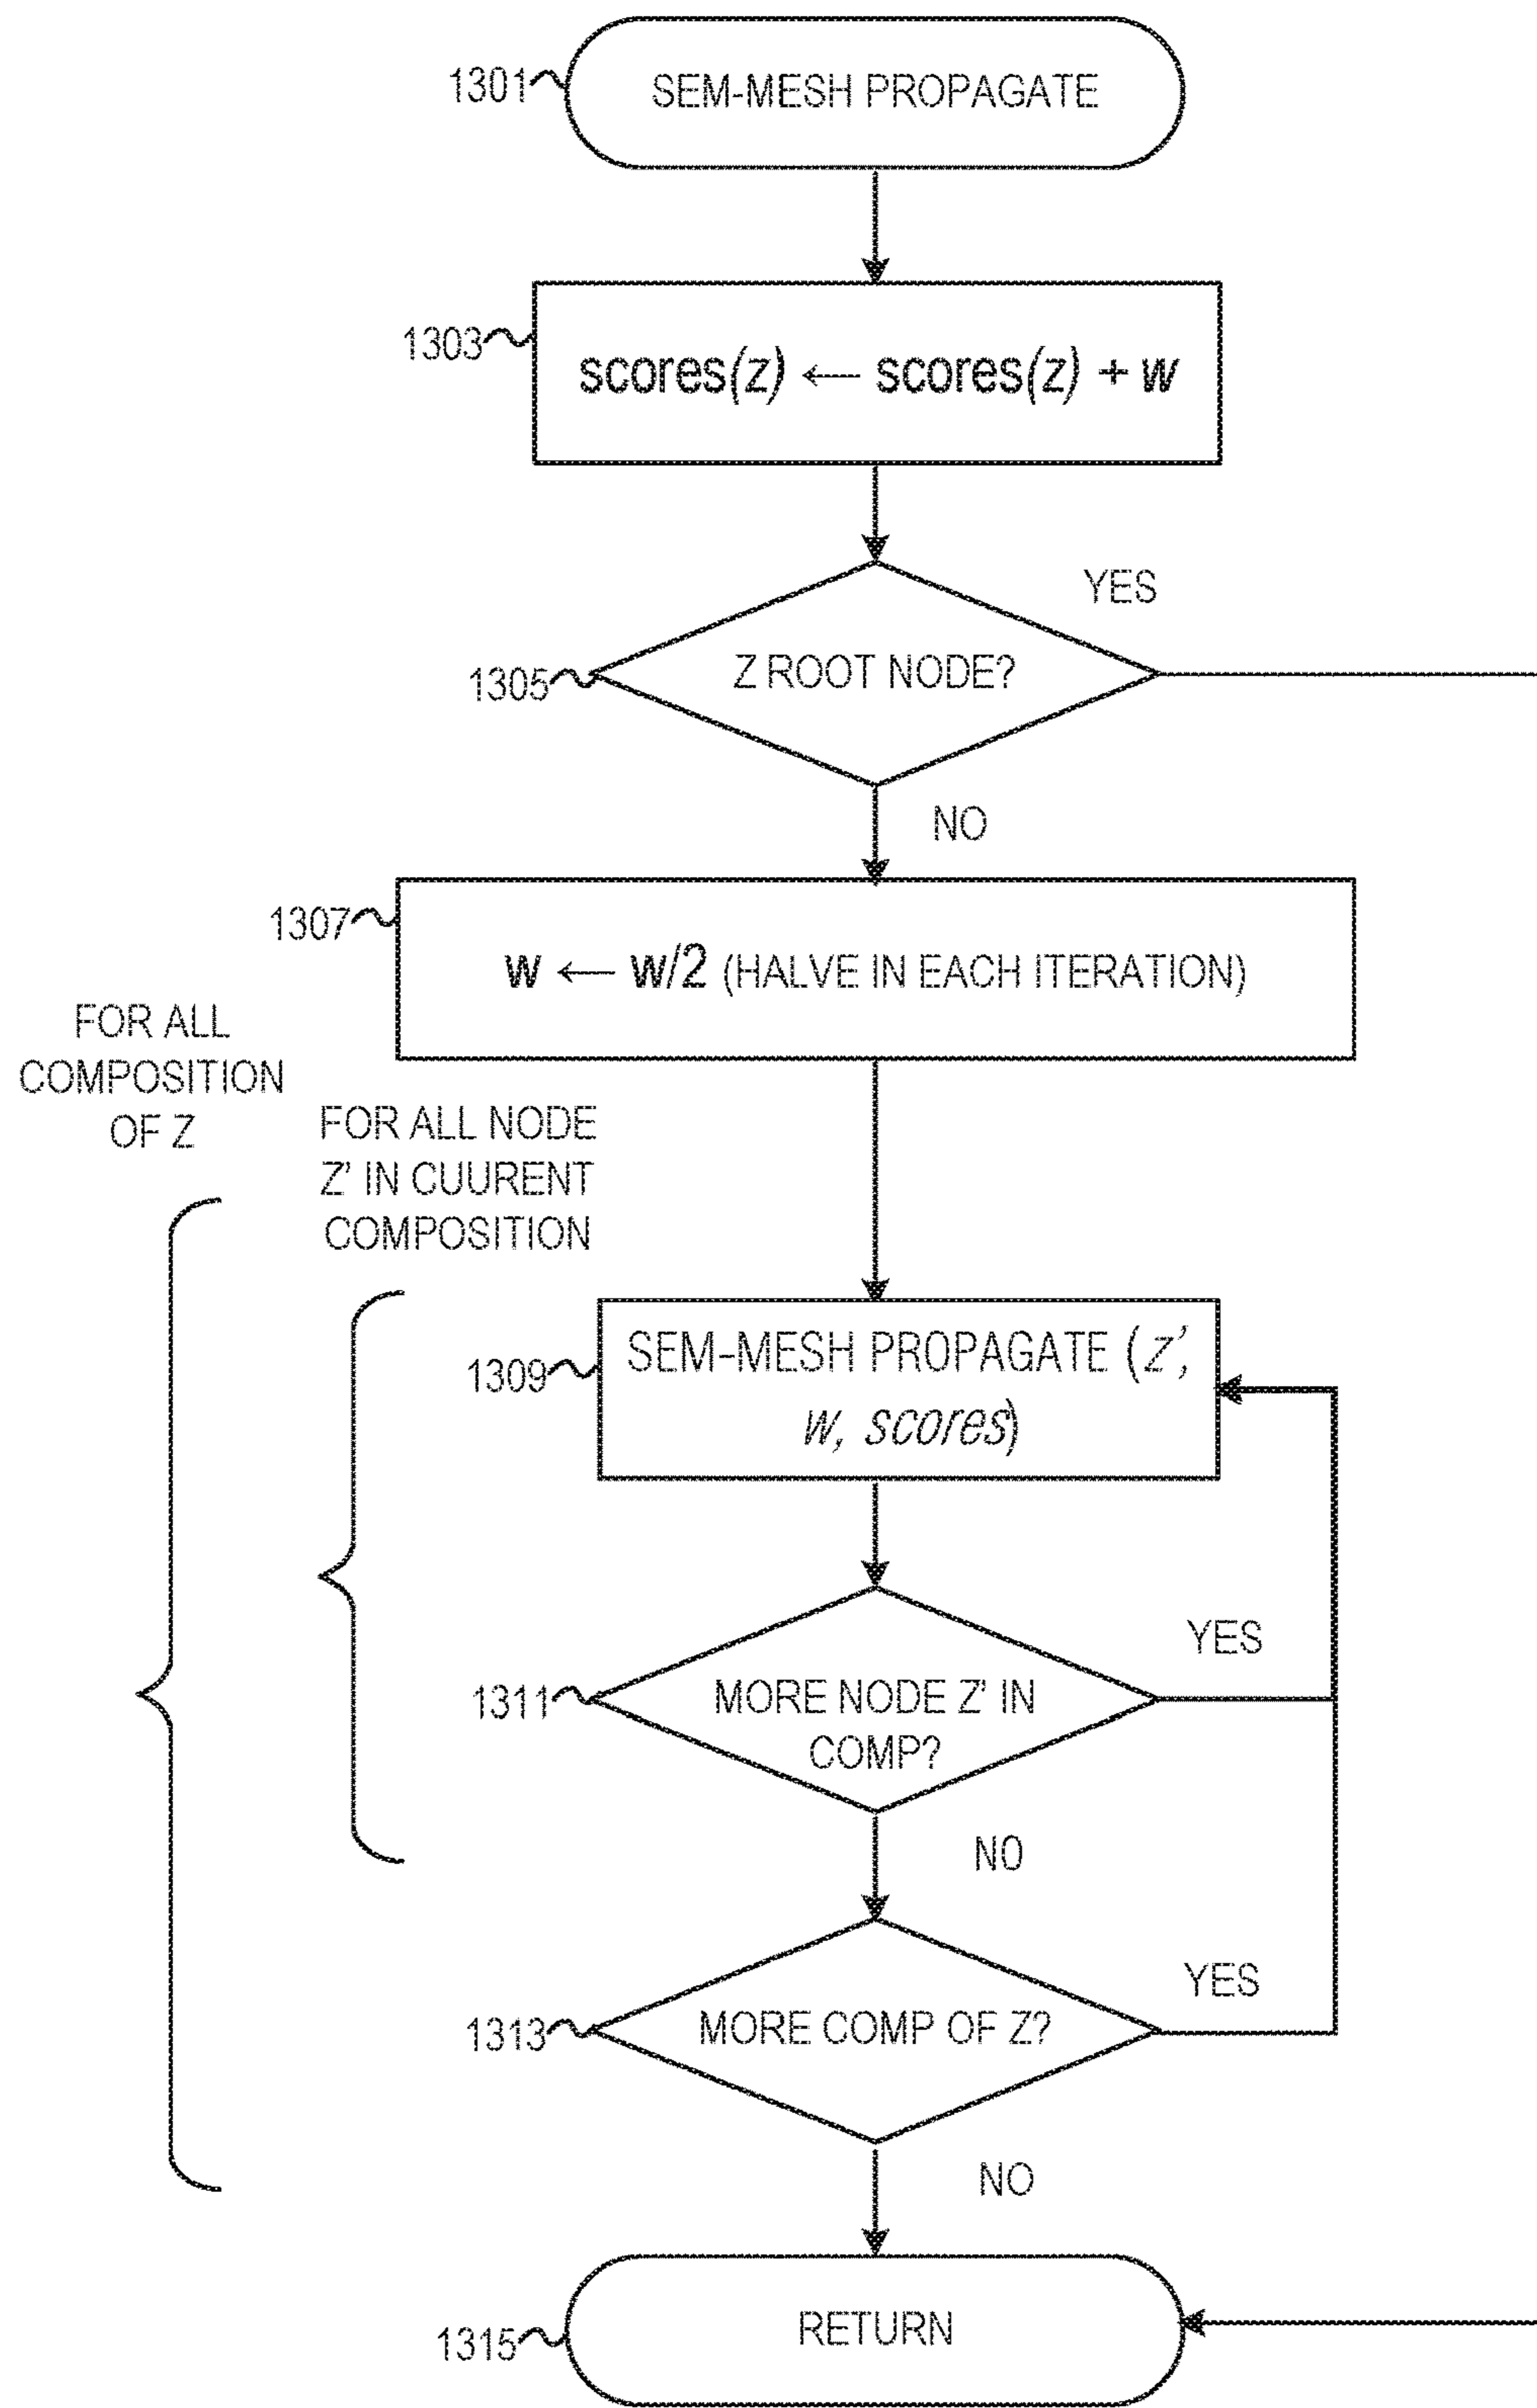 1301
SEM-MESH PROPAGATE
1303
scores(z) ← scores(z) + w
YES
1305
Z ROOT NODE?
NO
1307
w ← w/2 (HALVE IN EACH ITERATION)
FOR ALL
COMPOSITION
OF Z
FOR ALL NODE
Z' IN CUURENT
COMPOSITION
1309
SEM-MESH PROPAGATE (z',
w, scores)
YES
1311
MORE NODE Z' IN
COMP?
NO
YES
1313
MORE COMP OF Z?
NO
1315
RETURN